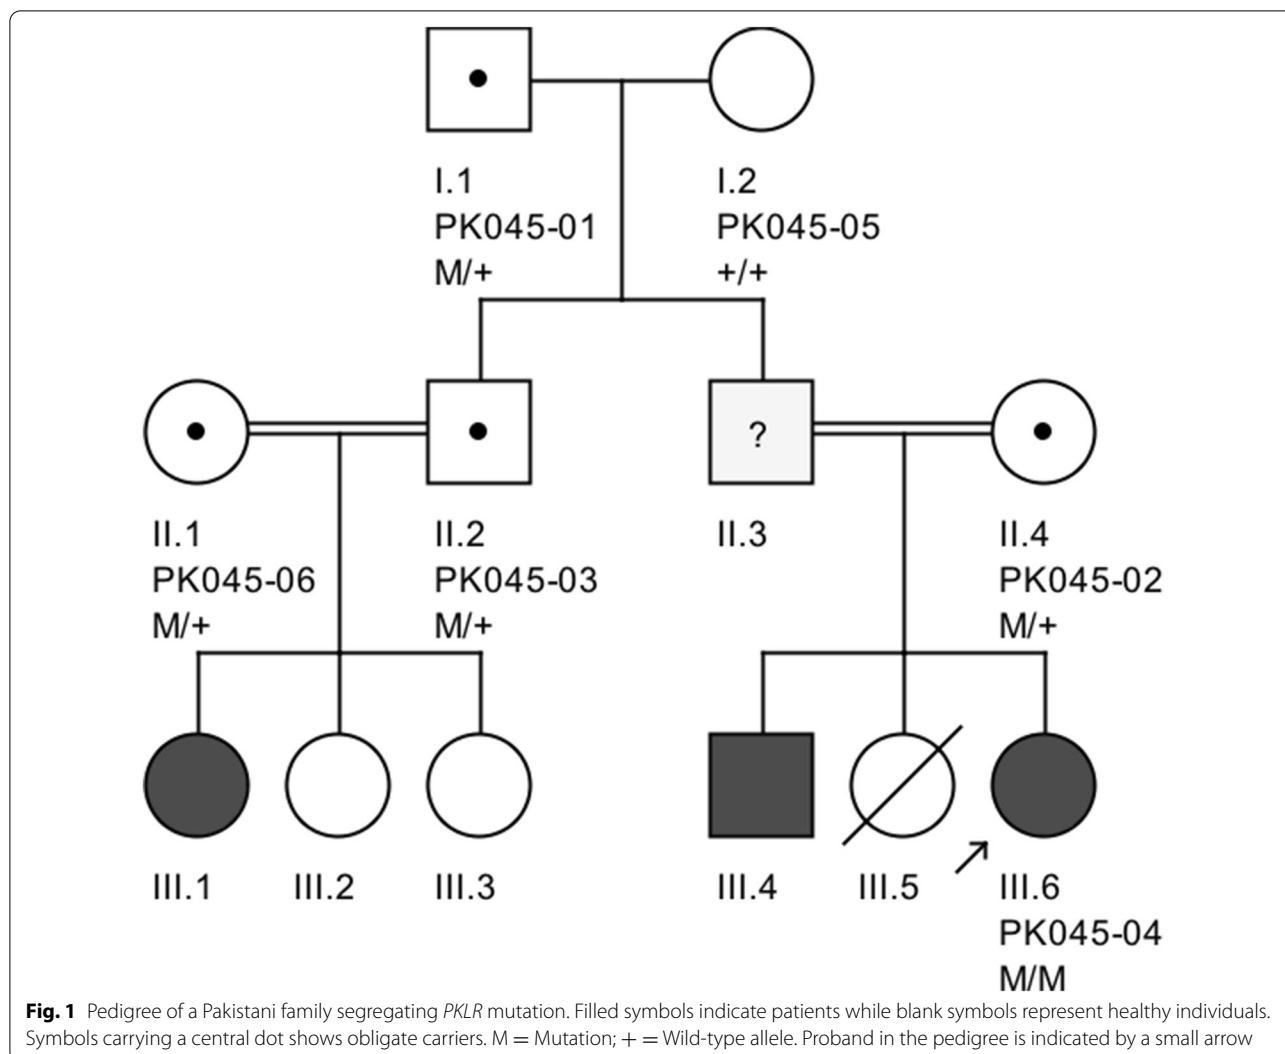 I.1
PK045-01
M/+
I.2
PK045-05
+/+
?
II.1
PK045-06
M/+
II.2
PK045-03
M/+
II.3
II.4
PK045-02
M/+
III.1
III.2
III.3
III.4
III.5
III.6
PK045-04
M/M
Fig. 1 Pedigree of a Pakistani family segregating PKLR mutation. Filled symbols indicate patients while blank symbols represent healthy individuals.
Symbols carrying a central dot shows obligate carriers. M = Mutation; + = Wild-type allele. Proband in the pedigree is indicated by a small arrow